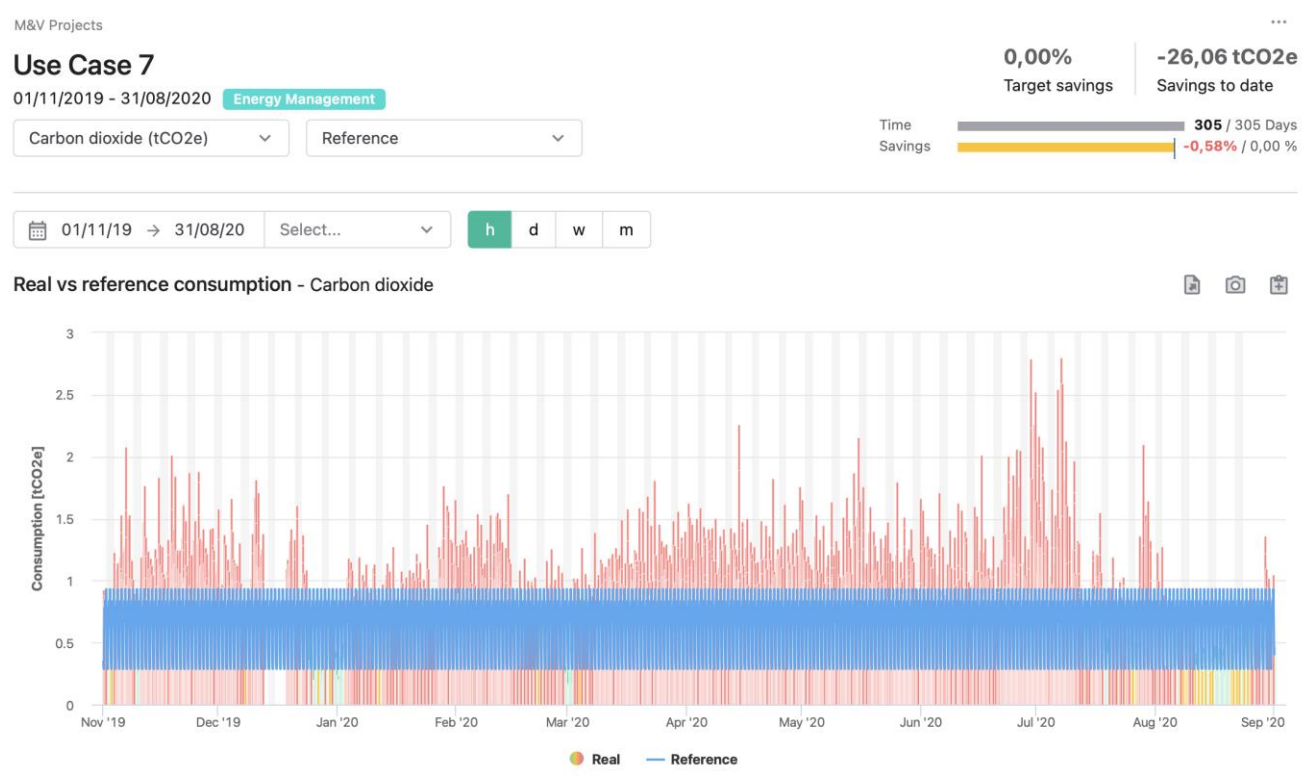 M&V Projects
Use Case 7
01/11/2019 - 31/08/2020 Energy Management
Carbon dioxide (tCO2e) Reference
0,00% -26,06 tCO2e
Target savings Savings to date
Time 305 / 305 Days
Savings -0,58% / 0,00 %
01/11/19 → 31/08/20 Select... h d w m
Real vs reference consumption - Carbon dioxide
Consumption [tCO2e]
3
2.5
2
1.5
1
0.5
0
Nov '19 Dec '19 Jan '20 Feb '20 Mar '20 Apr '20 May '20 Jun '20 Jul '20 Aug '20 Sep '20
Real Reference